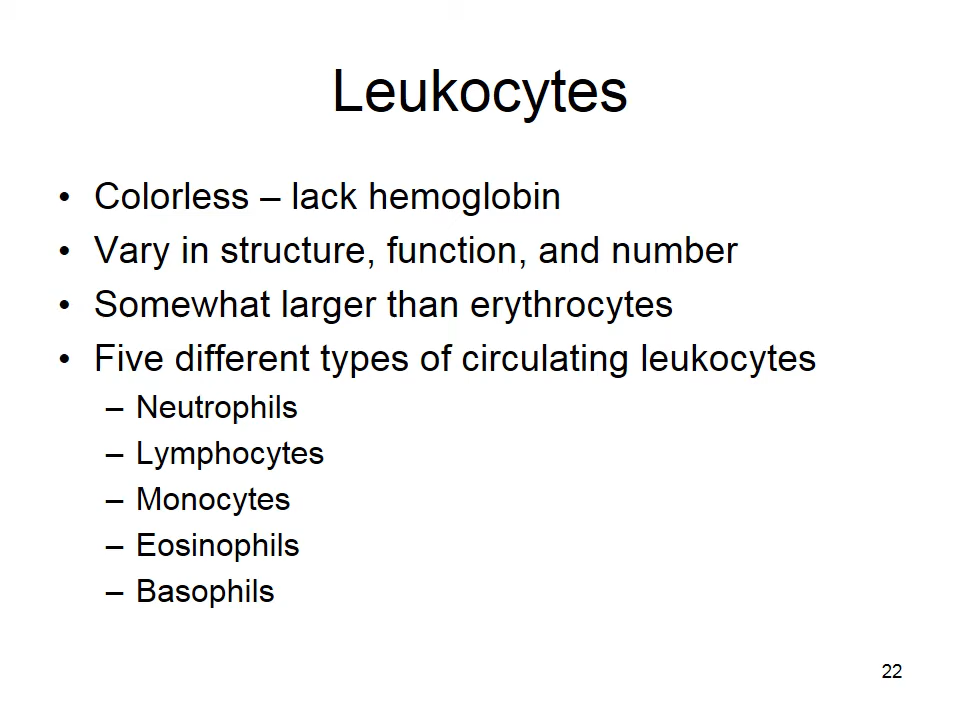 Leukocytes
• Colorless – lack hemoglobin
• Vary in structure, function, and number
• Somewhat larger than erythrocytes
• Five different types of circulating leukocytes
– Neutrophils
– Lymphocytes
– Monocytes
– Eosinophils
– Basophils
22